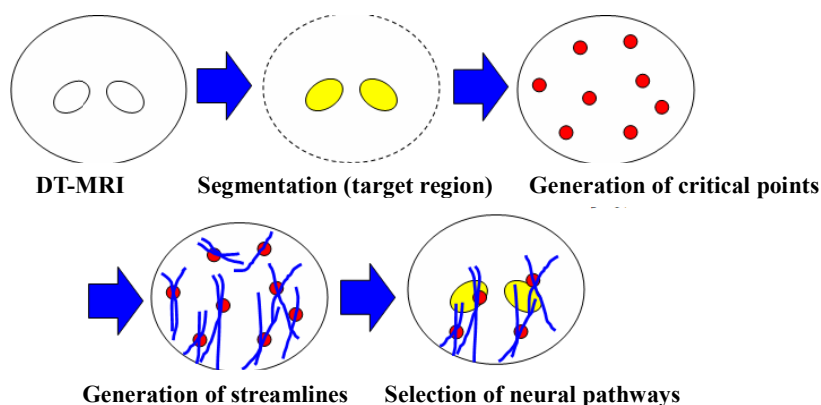 DT-MRI
Segmentation (target region)
Generation of critical points
Generation of streamlines
Selection of neural pathways